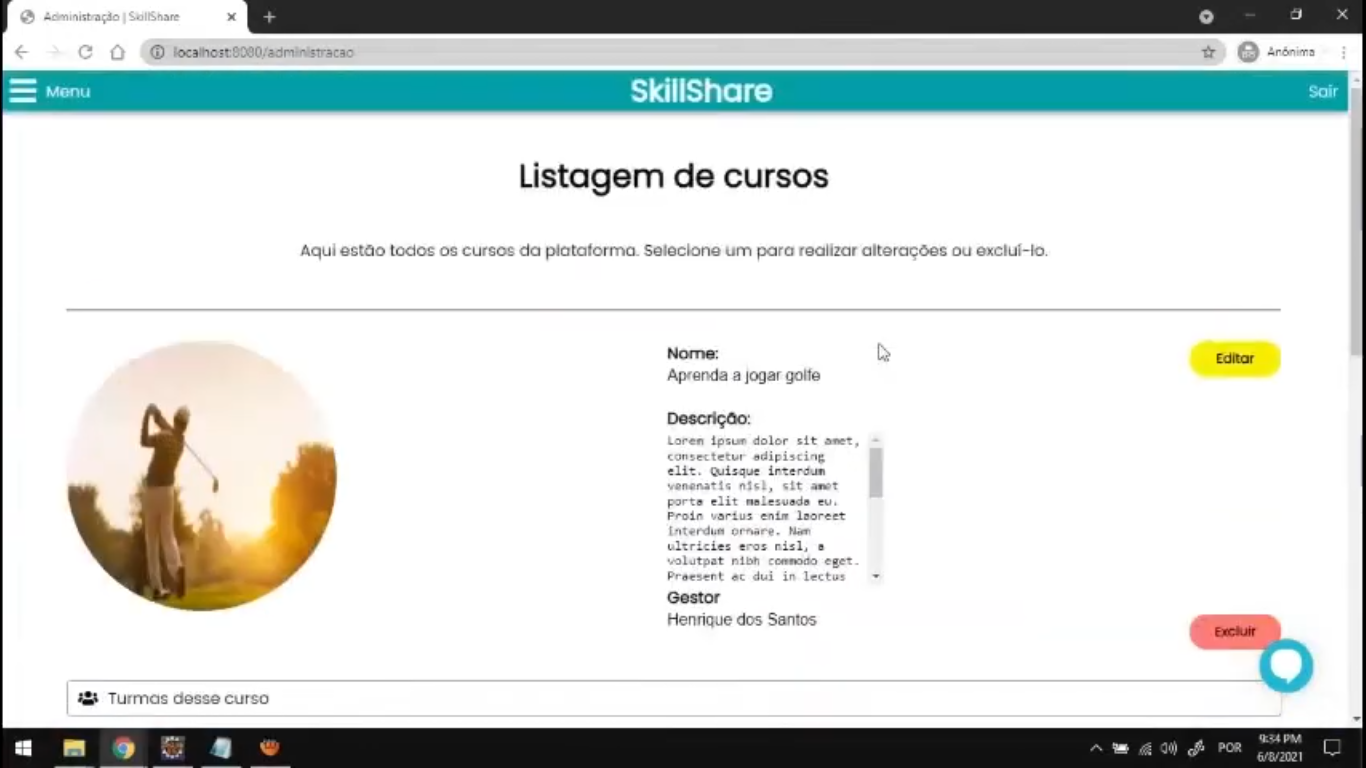 Administração | SkillShare
localhost:8080/administracao
Anônima
Menu
SkillShare
Sair
Listagem de cursos
Aqui estão todos os cursos da plataforma. Selecione um para realizar alterações ou excluí-lo.
Nome:
Aprenda a jogar golfe
Editar
Descrição:
Lorem ipsum dolor sit amet,
consectetur adipiscing
elit. Quisque interdum
venenatis nisl, sit amet
porta elit malesuada eu.
Proin varius enim laoreet
interdum ornare. Nam
ultricies eros nisl, a
volutpat nibh commodo eget.
Praesent ac dui in lectus
Gestor
Henrique dos Santos
Excluir
Turmas desse curso
POR
9:34 PM
6/8/2021